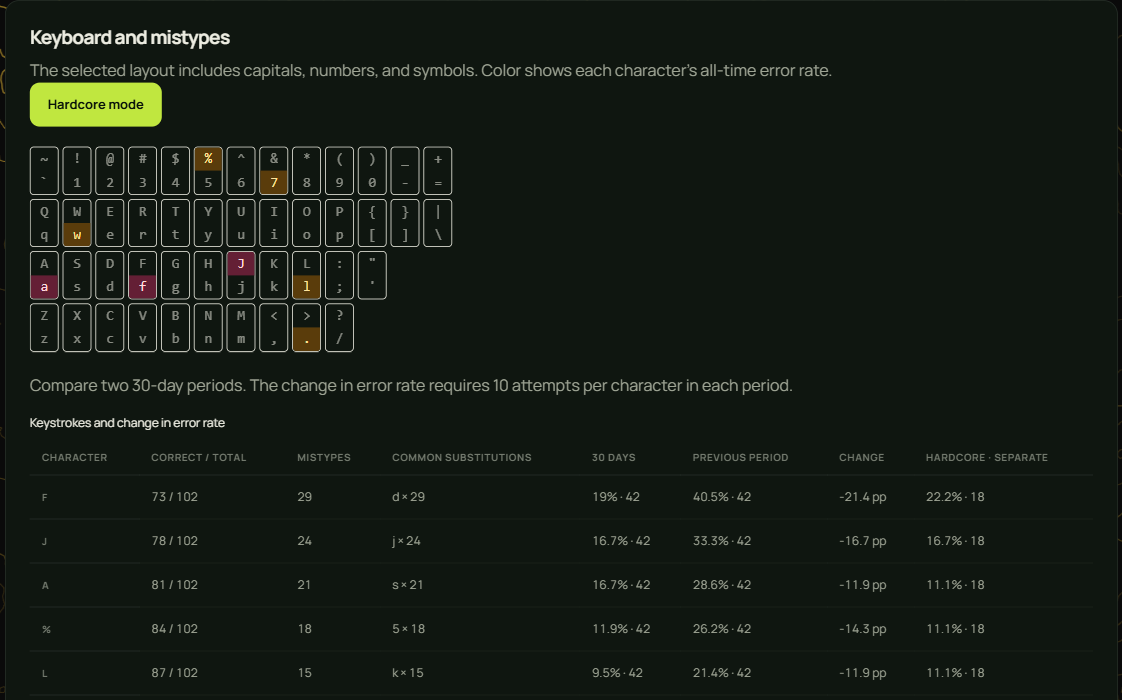 Keyboard and mistypes
The selected layout includes capitals, numbers, and symbols. Color shows each character's all-time error rate.
Hardcore mode
~ ! @ # $ % ^ & * ( ) _ +
` 1 2 3 4 5 6 7 8 9 0 - =
Q W E R T Y U I O P { } |
q w e r t y u i o p [ ] \
A S D F G H J K L : "
a s d f g h j k l ; '
Z X C V B N M < > ?
z x c v b n m , . /
Compare two 30-day periods. The change in error rate requires 10 attempts per character in each period.
Keystrokes and change in error rate
CHARACTER CORRECT / TOTAL MISTYPES COMMON SUBSTITUTIONS 30 DAYS PREVIOUS PERIOD CHANGE HARDCORE · SEPARATE
F 73 / 102 29 d × 29 19% · 42 40.5% · 42 -21.4 pp 22.2% · 18
J 78 / 102 24 j × 24 16.7% · 42 33.3% · 42 -16.7 pp 16.7% · 18
A 81 / 102 21 s × 21 16.7% · 42 28.6% · 42 -11.9 pp 11.1% · 18
% 84 / 102 18 5 × 18 11.9% · 42 26.2% · 42 -14.3 pp 11.1% · 18
L 87 / 102 15 k × 15 9.5% · 42 21.4% · 42 -11.9 pp 11.1% · 18